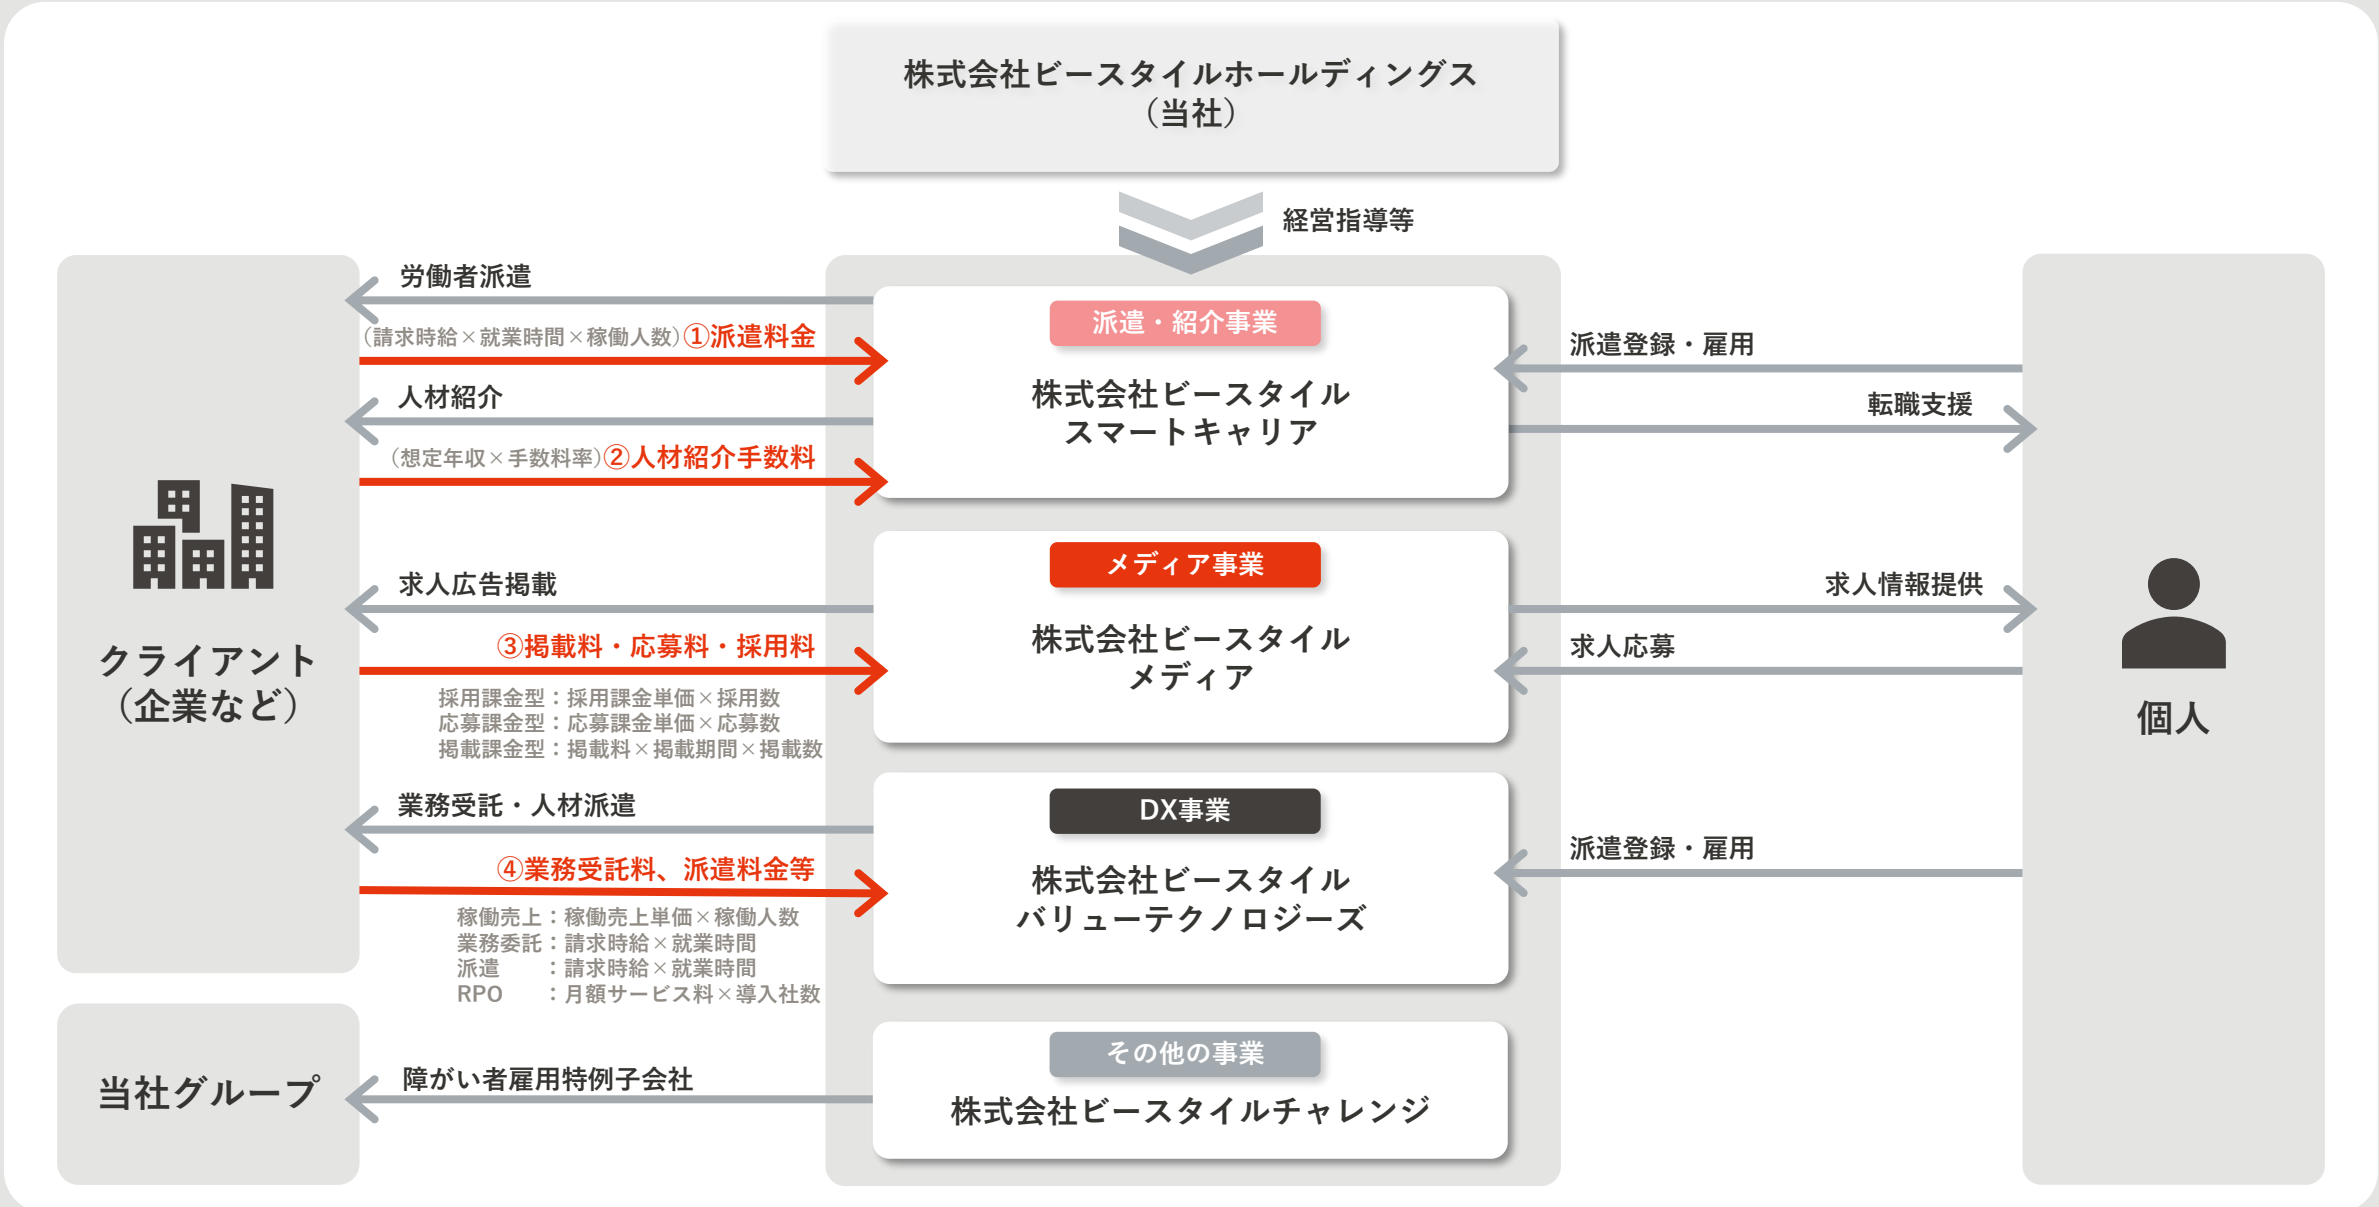 株式会社ビースタイルホールディングス
（当社）
経営指導等
労働者派遣
（請求時給×就業時間×稼働人数）①派遣料金
人材紹介
（想定年収×手数料率）②人材紹介手数料
派遣・紹介事業
株式会社ビースタイル
スマートキャリア
派遣登録・雇用
転職支援
クライアント
（企業など）
求人広告掲載
③掲載料・応募料・採用料
採用課金型：採用課金単価×採用数
応募課金型：応募課金単価×応募数
掲載課金型：掲載料×掲載期間×掲載数
メディア事業
株式会社ビースタイル
メディア
求人情報提供
求人応募
個人
業務受託・人材派遣
④業務受託料、派遣料金等
稼働売上：稼働売上単価×稼働人数
業務委託：請求時給×就業時間
派遣　　：請求時給×就業時間
RPO　　：月額サービス料×導入社数
DX事業
株式会社ビースタイル
バリューテクノロジーズ
派遣登録・雇用
当社グループ
障がい者雇用特例子会社
その他の事業
株式会社ビースタイルチャレンジ